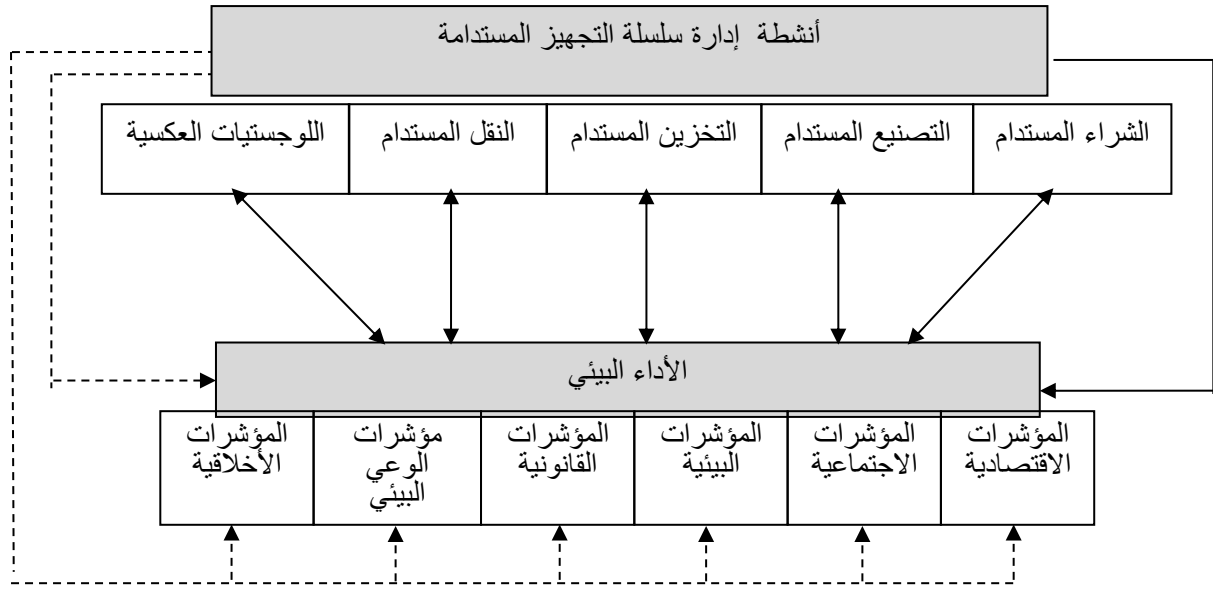 أنشطة إدارة سلسلة التجهيز المستدامة
الشراء المستدام
التصنيع المستدام
التخزين المستدام
النقل المستدام
اللوجستيات العكسية
الأداء البيئي
المؤشرات
الاقتصادية
المؤشرات
الاجتماعية
المؤشرات
البيئية
المؤشرات
القانونية
مؤشرات
الوعي
البيئي
المؤشرات
الأخلاقية